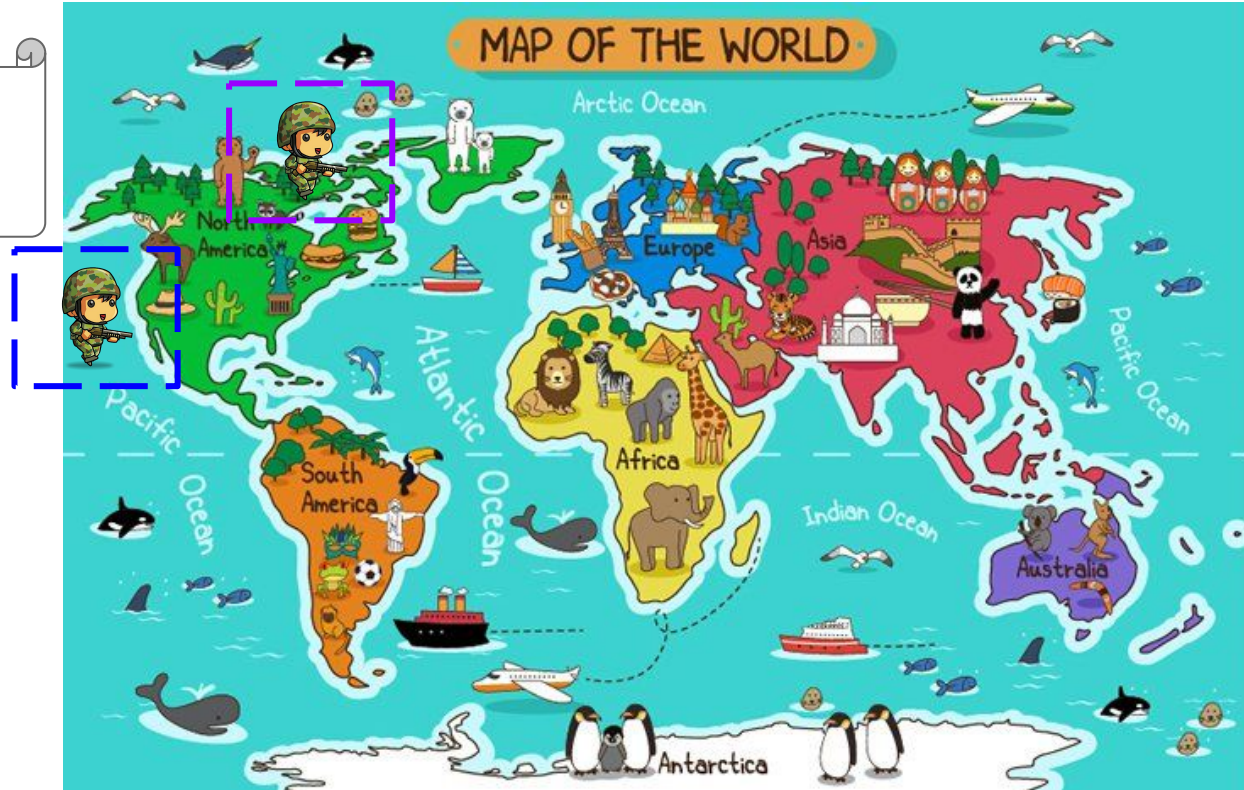 MAP OF THE WORLD
Arctic Ocean
North
America
Europe
Asia
Atlantic
Ocean
Pacific
Ocean
Pacific Ocean
Africa
South
America
Indian Ocean
Australia
Antarctica